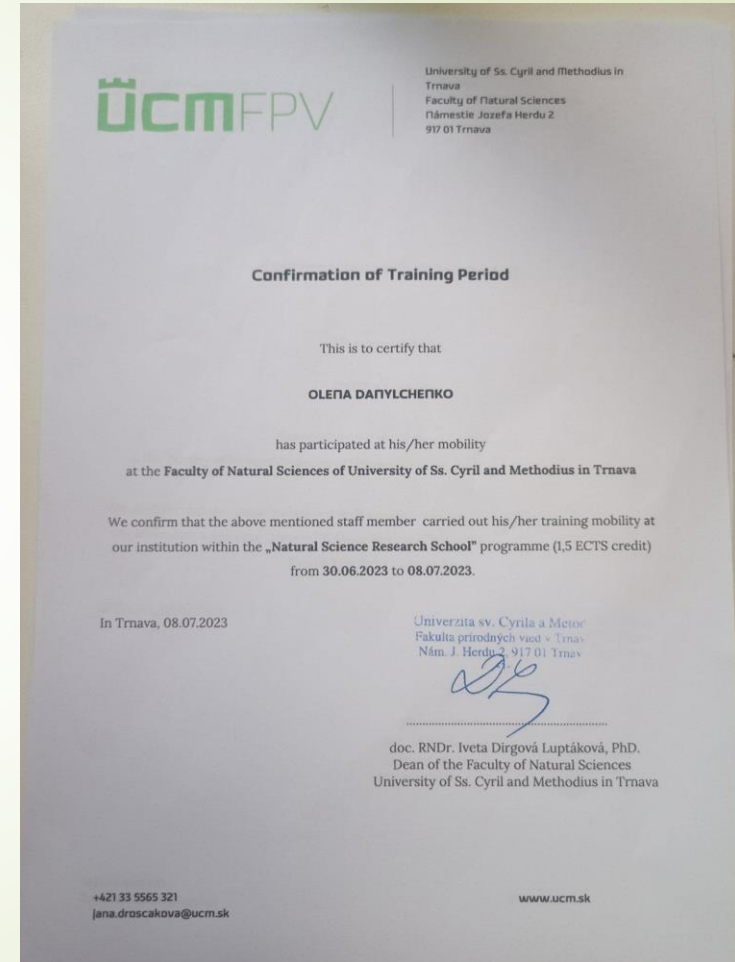 ucmFPV
University of Ss. Cyril and Methodius in
Trnava
Faculty of Natural Sciences
Námestie Jozefa Herdu 2
917 01 Trnava
Confirmation of Training Period
This is to certify that
OLENA DANYLCHENKO
has participated at his/her mobility
at the Faculty of Natural Sciences of University of Ss. Cyril and Methodius in Trnava
We confirm that the above mentioned staff member carried out his/her training mobility at
our institution within the „Natural Science Research School" programme (1,5 ECTS credit)
from 30.06.2023 to 08.07.2023.
In Trnava, 08.07.2023
Univerzita sv. Cyrila a Metod
Fakulta prírodných vied v Trnav
Nám. J. Herdu 2, 917 01 Trnav
doc. RNDr. Iveta Dirgová Luptáková, PhD.
Dean of the Faculty of Natural Sciences
University of Ss. Cyril and Methodius in Trnava
+421 33 5565 321
jana.droscakova@ucm.sk
www.ucm.sk